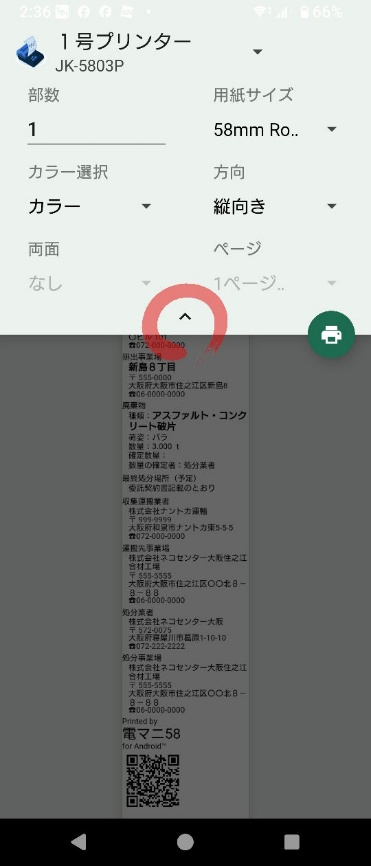 2:36
66%
１号プリンター
JK-5803P
部数
用紙サイズ
1
58mm Ro..
カラー選択
方向
カラー
縦向き
両面
ページ
なし
1ページ..
☎072-000-0000
排出事業場
新島８丁目
〒 555-0000
大阪府大阪市住之江区新島8
☎06-0000-0000
廃棄物
種類：アスファルト・コンク
リート破片
荷姿：バラ
数量：3.000 t
確定数量：
数量の確定者：処分業者
最終処分場所（予定）
委託契約書記載のとおり
収集運搬業者
株式会社ナントカ運輸
〒 999-9999
大阪府和泉市ナントカ東5-5-5
☎072-000-0000
運搬先事業場
株式会社ネコセンター大阪住之江
合材工場
〒 555-5555
大阪府大阪市住之江区〇〇北８－
８－８８
☎06-0000-0000
処分業者
株式会社ネコセンター大阪
〒 572-0075
大阪府寝屋川市葛原1-10-10
☎072-222-2222
処分事業場
株式会社ネコセンター大阪住之江
合材工場
〒 555-5555
大阪府大阪市住之江区〇〇北８－
８－８８
☎06-0000-0000
Printed by
電マニ58
for Android™